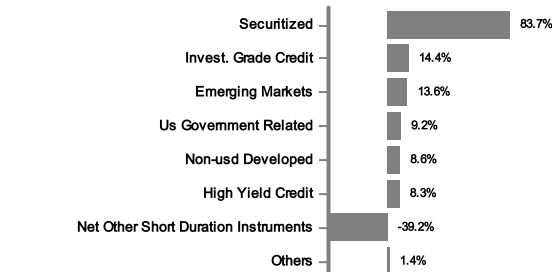 Securitized 83.7%
Invest. Grade Credit 14.4%
Emerging Markets 13.6%
Us Government Related 9.2%
Non-usd Developed 8.6%
High Yield Credit 8.3%
Net Other Short Duration Instruments -39.2%
Others 1.4%